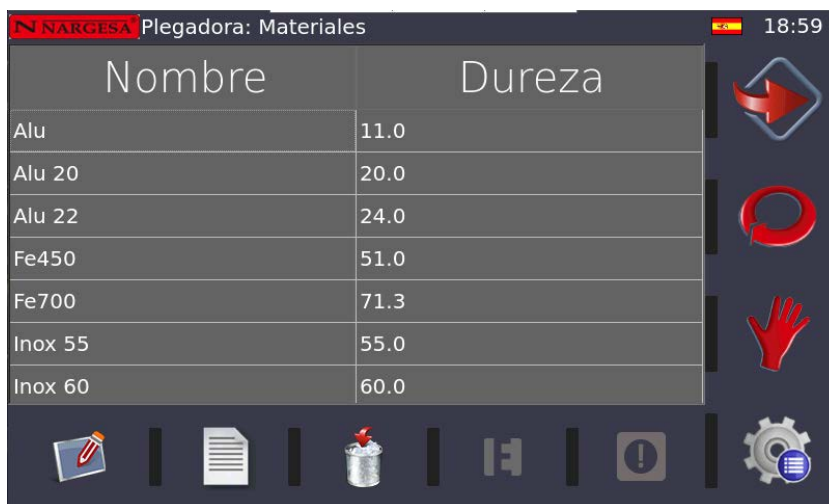 NARGESA® Plegadora: Materiales 18:59
Nombre Dureza
Alu 11.0
Alu 20 20.0
Alu 22 24.0
Fe450 51.0
Fe700 71.3
Inox 55 55.0
Inox 60 60.0